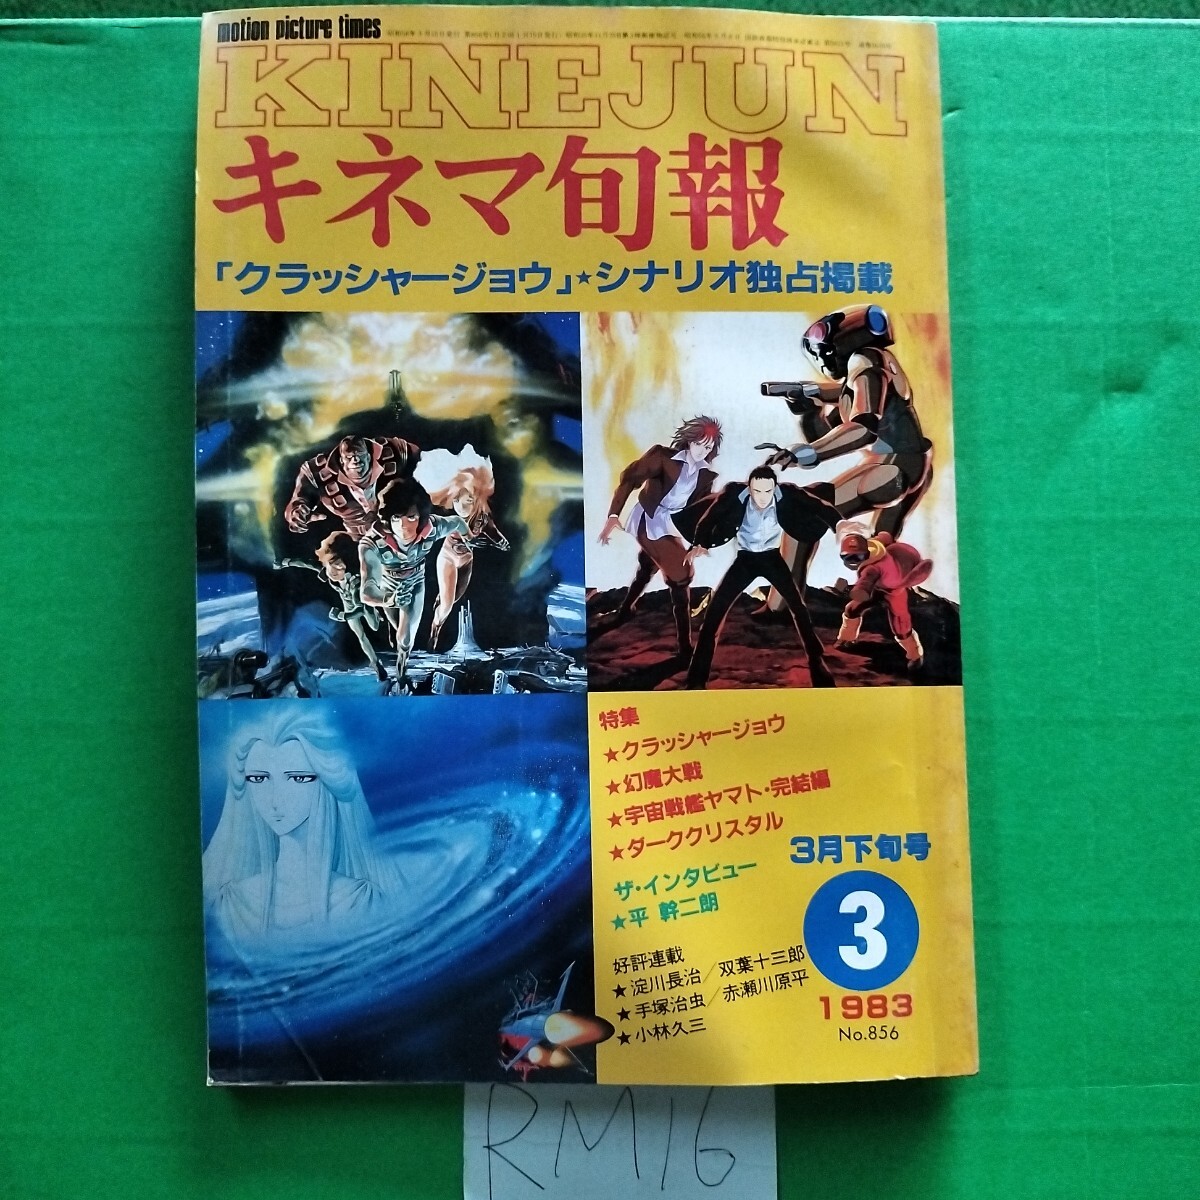 motion picture times
KINEJUN
キネマ旬報
「クラッシャージョウ」★シナリオ独占掲載
特集
★クラッシャージョウ
★幻魔大戦
★宇宙戦艦ヤマト・完結編
★ダーククリスタル
ザ・インタビュー
★平 幹二朗
好評連載
★淀川長治／双葉十三郎
★手塚治虫／赤瀬川原平
★小林久三
3月下旬号
3
1983
No.856
RM16